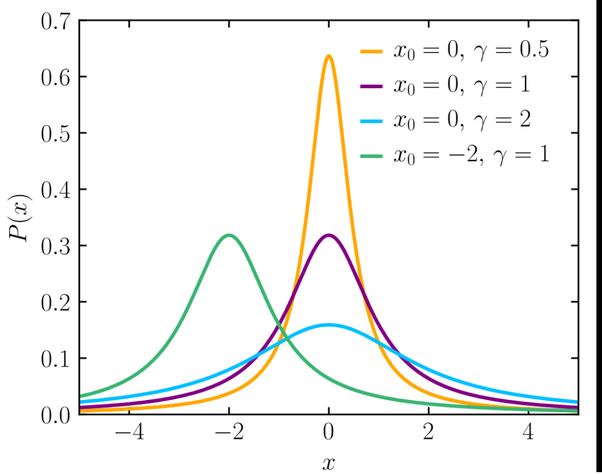 0.7
0.6
0.5
0.4
0.3
0.2
0.1
0.0
P(x)
x₀ = 0, γ = 0.5
x₀ = 0, γ = 1
x₀ = 0, γ = 2
x₀ = −2, γ = 1
−4 −2 0 2 4
x